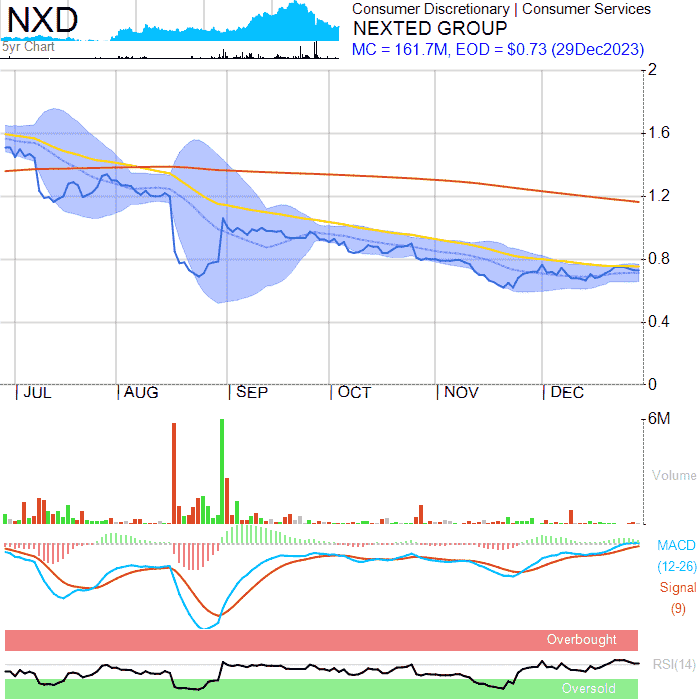 NXD
Consumer Discretionary | Consumer Services
NEXTED GROUP
MC = 161.7M, EOD = $0.73 (29Dec2023)
5yr Chart
2
1.6
1.2
0.8
0.4
0
JUL
AUG
SEP
OCT
NOV
DEC
6M
Volume
MACD
(12-26)
Signal
(9)
Overbought
RSI(14)
Oversold